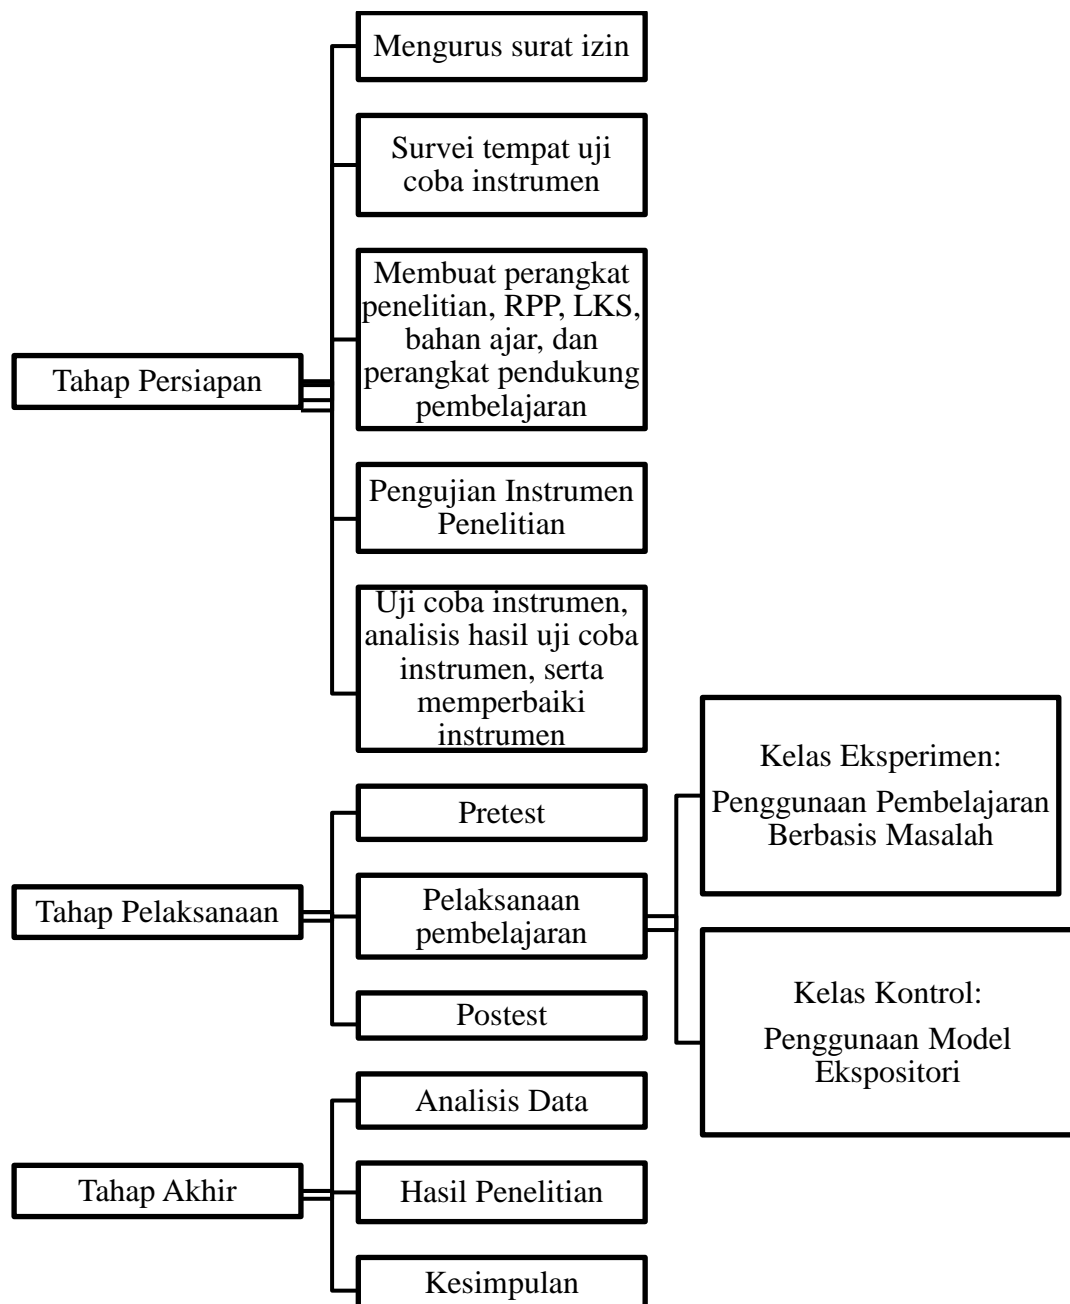 Tahap Persiapan
Mengurus surat izin
Survei tempat uji
coba instrumen
Membuat perangkat
penelitian, RPP, LKS,
bahan ajar, dan
perangkat pendukung
pembelajaran
Pengujian Instrumen
Penelitian
Uji coba instrumen,
analisis hasil uji coba
instrumen, serta
memperbaiki
instrumen
Tahap Pelaksanaan
Pretest
Pelaksanaan
pembelajaran
Kelas Eksperimen:
Penggunaan Pembelajaran
Berbasis Masalah
Kelas Kontrol:
Penggunaan Model
Ekspositori
Postest
Tahap Akhir
Analisis Data
Hasil Penelitian
Kesimpulan